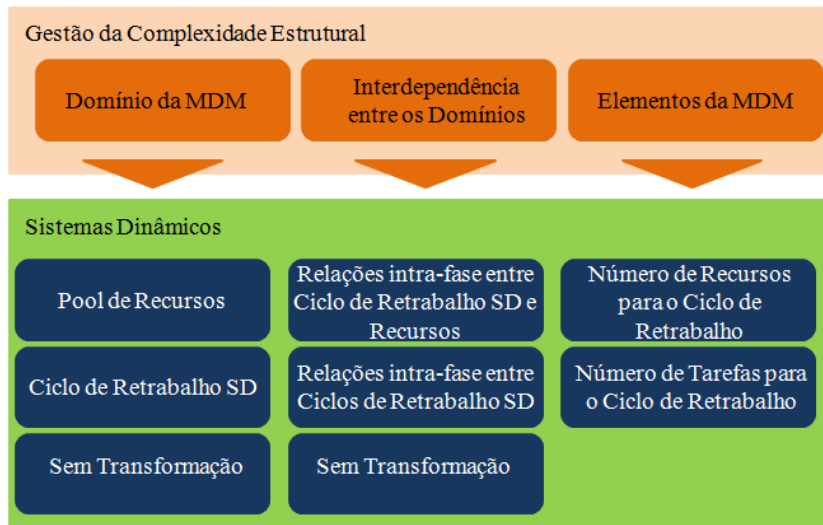 Gestão da Complexidade Estrutural
Domínio da MDM
Interdependência
entre os Domínios
Elementos da MDM
Sistemas Dinâmicos
Pool de Recursos
Relações intra-fase entre
Ciclo de Retrabalho SD e
Recursos
Número de Recursos
para o Ciclo de
Retrabalho
Ciclo de Retrabalho SD
Relações intra-fase entre
Ciclos de Retrabalho SD
Número de Tarefas para
o Ciclo de Retrabalho
Sem Transformação
Sem Transformação